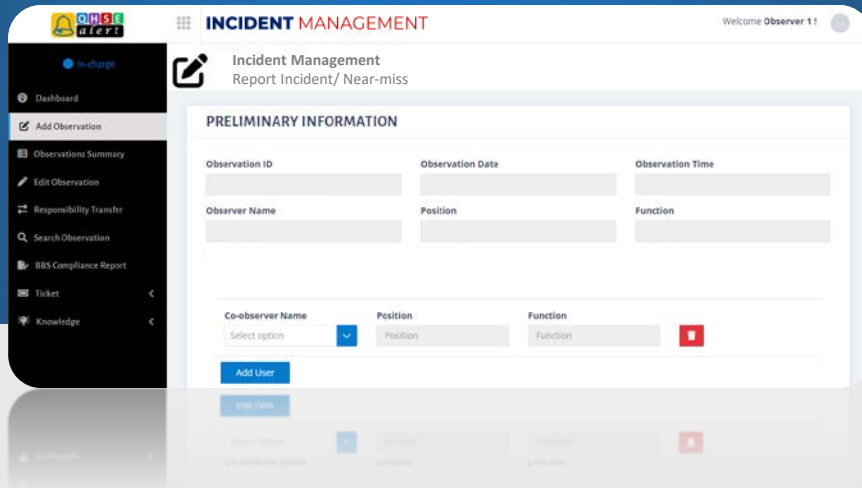 QHSE
alert
INCIDENT MANAGEMENT
Welcome Observer 1 !
In-charge
Incident Management
Report Incident/ Near-miss
Dashboard
Add Observation
Observations Summary
Edit Observation
Responsibility Transfer
Search Observation
BBS Compliance Report
Ticket
Knowledge
PRELIMINARY INFORMATION
Observation ID Observation Date Observation Time
Observer Name Position Function
Co-observer Name Position Function
Select option Position Function
Add User